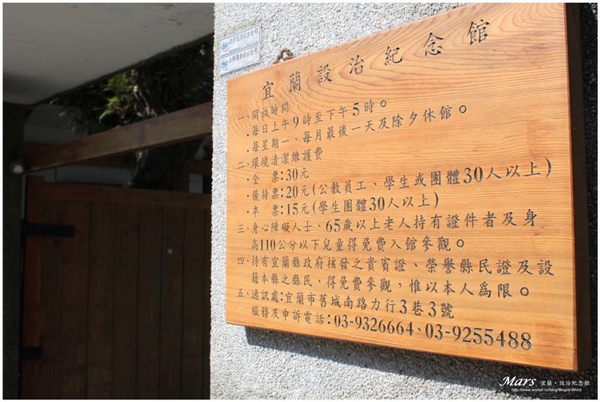 宜蘭設治紀念館
一、開放時間
．每日上午9時至下午5時。
．每星期一、每月最後一天及除夕休館。
二、環境清潔維護費
．全 票:30元
．優待票:20元(公教員工、學生或團體30人以上)
．半 票:15元(學生團體30人以上)
三、身心障礙人士、65歲以上老人持有證件者及身
高110公分以下兒童得免費入館參觀。
四、持有宜蘭縣政府核發之貴賓證、榮譽縣民證及設
籍本縣之縣民、得免費參觀，惟以本人為限。
五、通訊處:宜蘭市舊城南路力行3巷3號
服務及申訴電話:03-9326664、03-9255488
Mars 宜蘭・設治紀念館